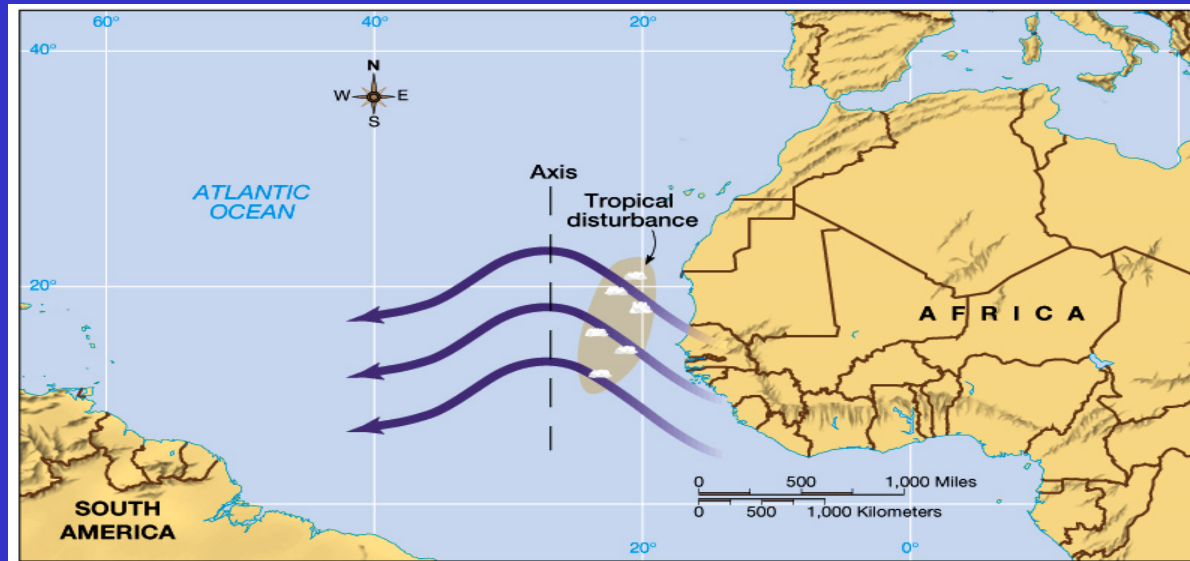 60°
40°
20°
40°
N
W E
S
Axis
Tropical
disturbance
ATLANTIC
OCEAN
20°
AFRICA
0 500 1,000 Miles
0 500 1,000 Kilometers
SOUTH
AMERICA
20°
0°